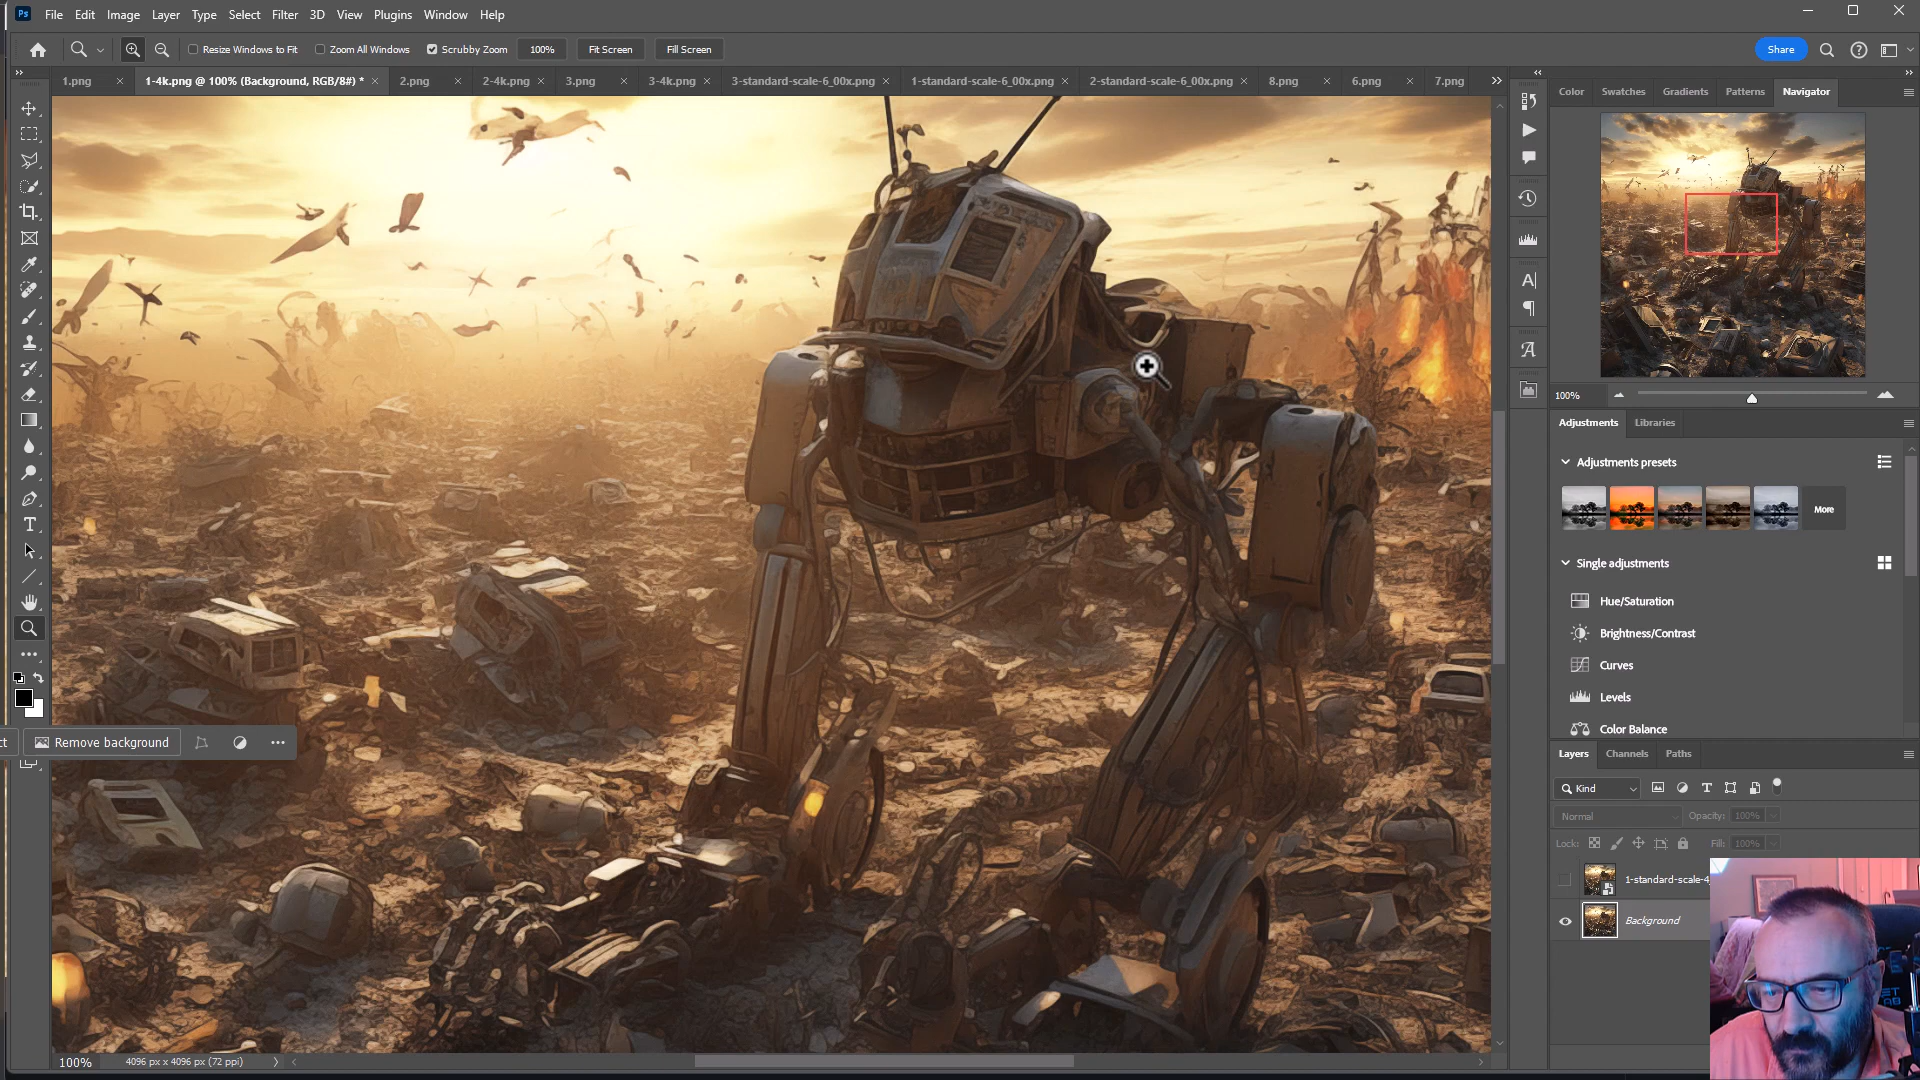 Ps File Edit Image Layer Type Select Filter 3D View Plugins Window Help
Resize Windows to Fit Zoom All Windows Scrubby Zoom 100% Fit Screen Fill Screen Share
1.png 1-4k.png @ 100% (Background, RGB/8#) * 2.png 2-4k.png 3.png 3-4k.png 3-standard-scale-6_00x.png 1-standard-scale-6_00x.png 2-standard-scale-6_00x.png 8.png 6.png 7.png
Color Swatches Gradients Patterns Navigator
100%
Adjustments Libraries
Adjustments presets
More
Single adjustments
Hue/Saturation
Brightness/Contrast
Curves
Levels
Color Balance
ct Remove background
Layers Channels Paths
Kind
Normal Opacity: 100%
Lock: Fill: 100%
1-standard-scale-4
Background
100% 4096 px x 4096 px (72 ppi)